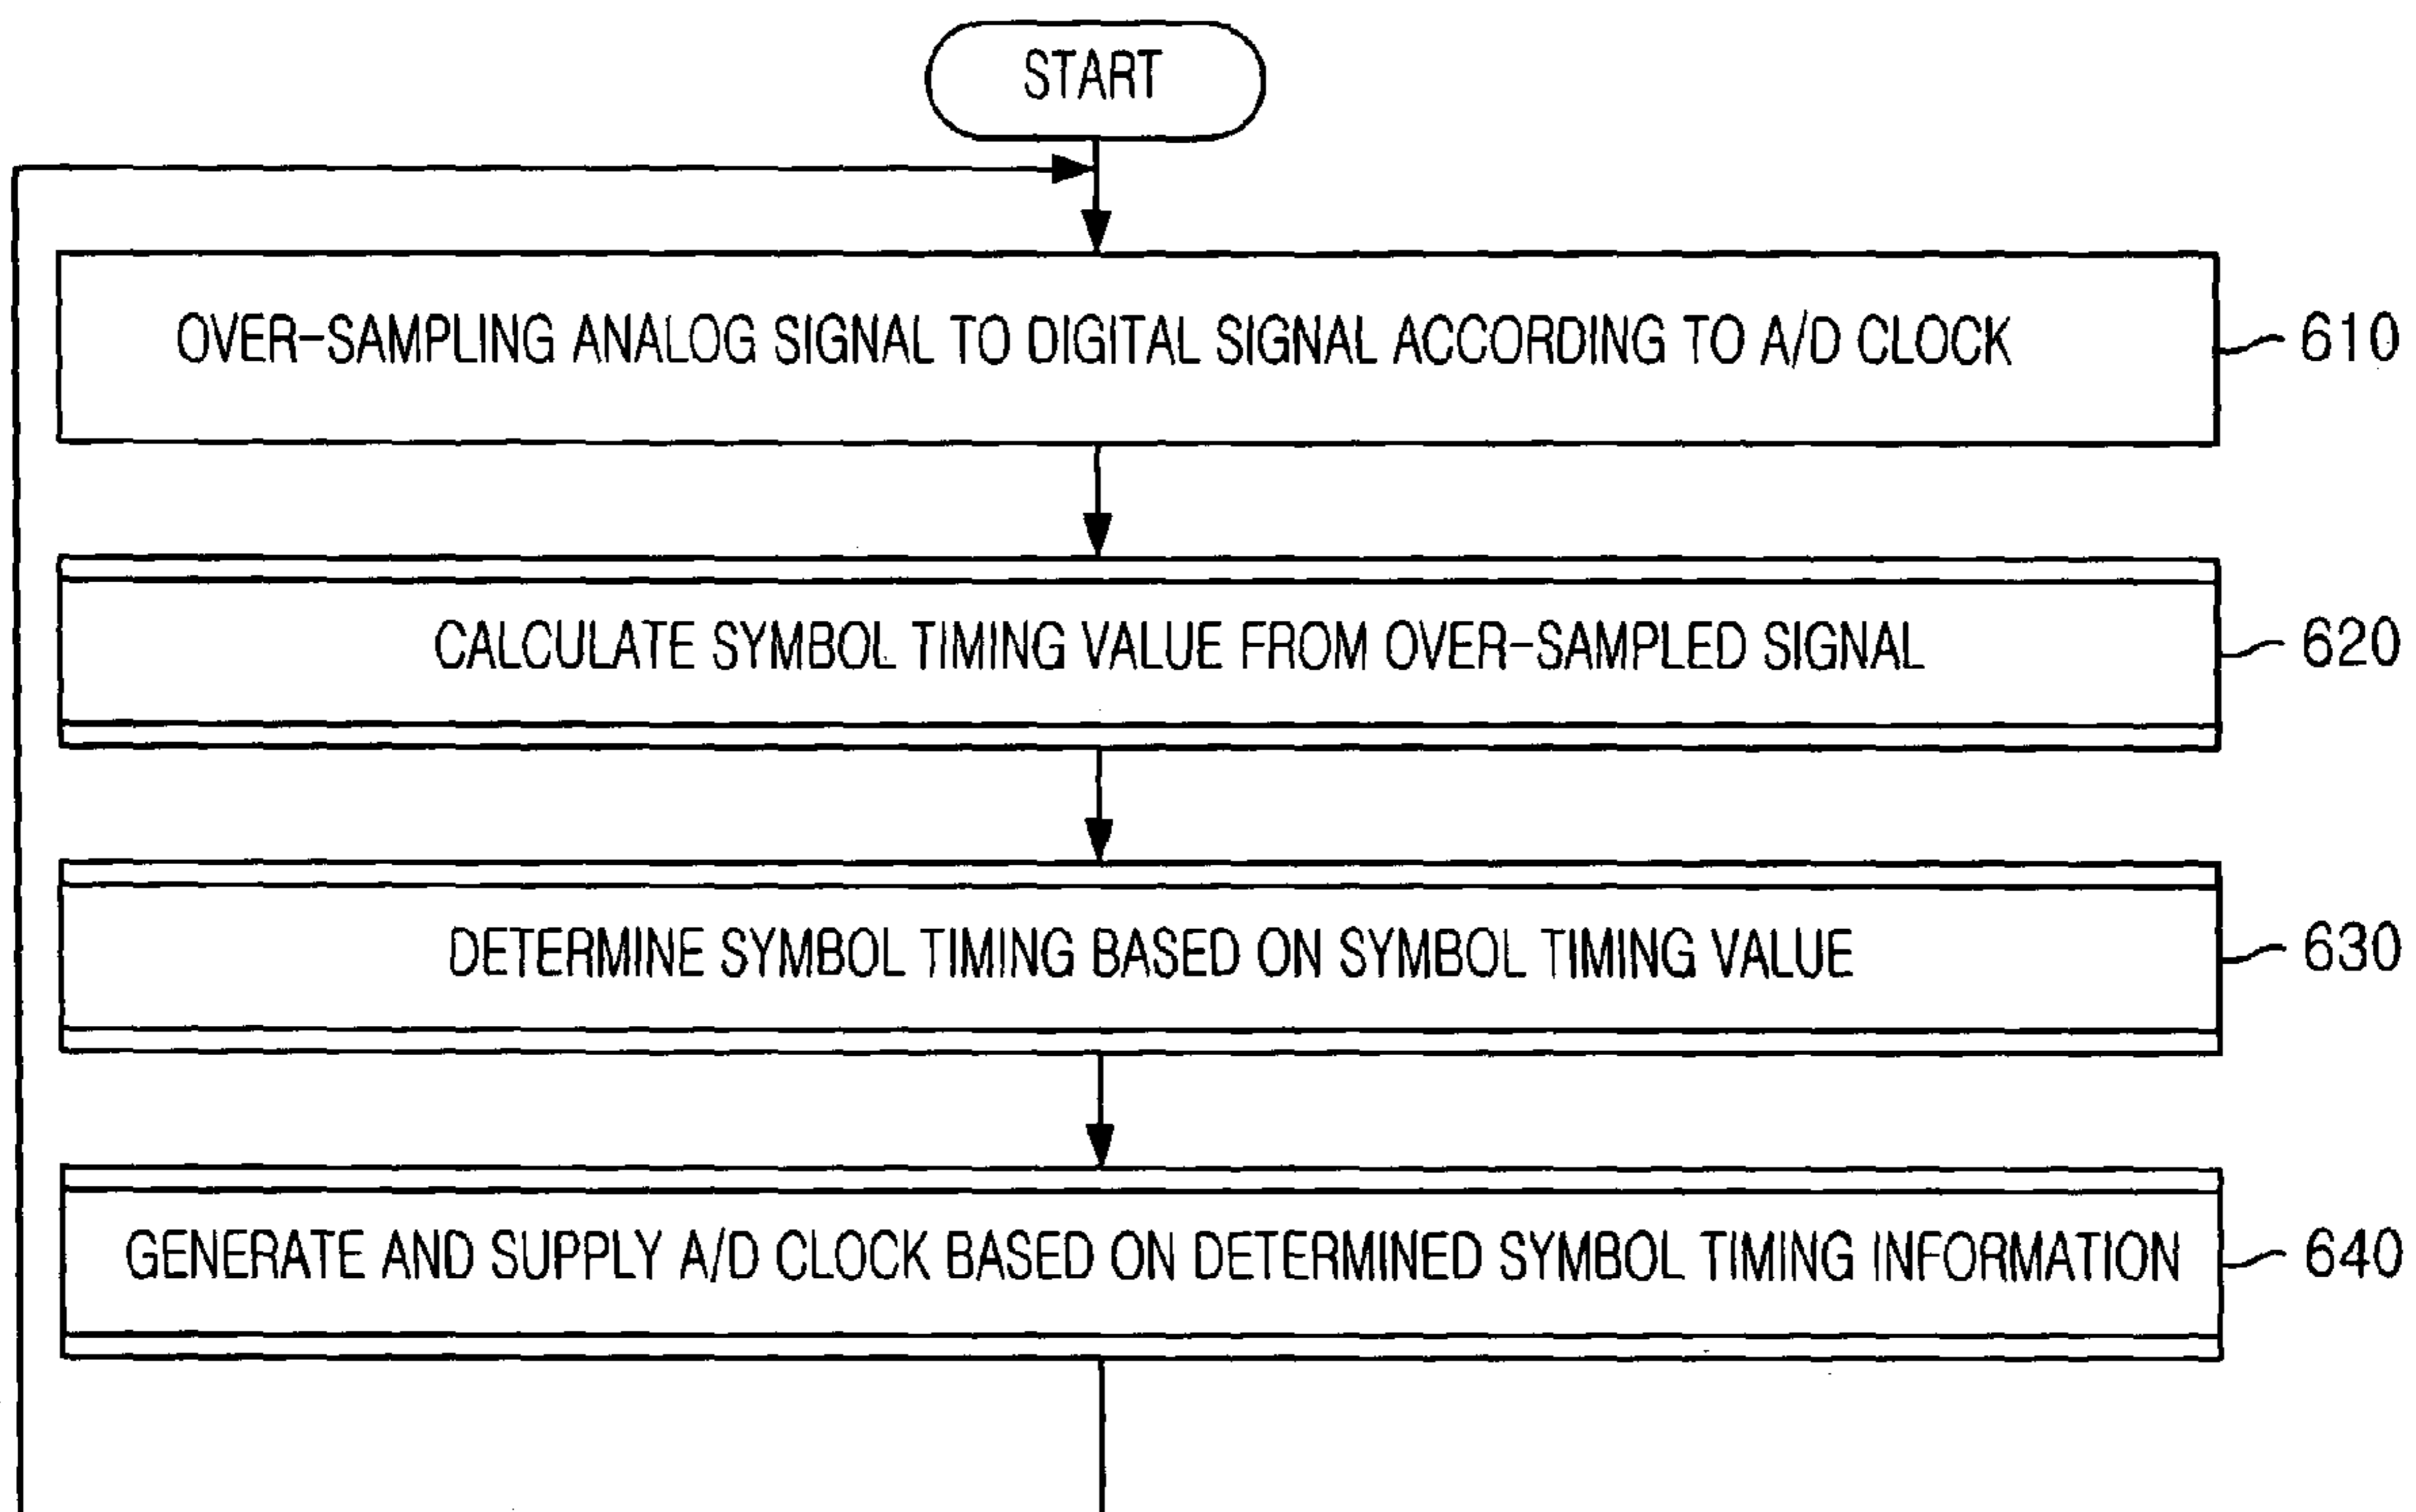 START
OVER-SAMPLING ANALOG SIGNAL TO DIGITAL SIGNAL ACCORDING TO A/D CLOCK
610
CALCULATE SYMBOL TIMING VALUE FROM OVER-SAMPLED SIGNAL
620
DETERMINE SYMBOL TIMING BASED ON SYMBOL TIMING VALUE
630
GENERATE AND SUPPLY A/D CLOCK BASED ON DETERMINED SYMBOL TIMING INFORMATION
640